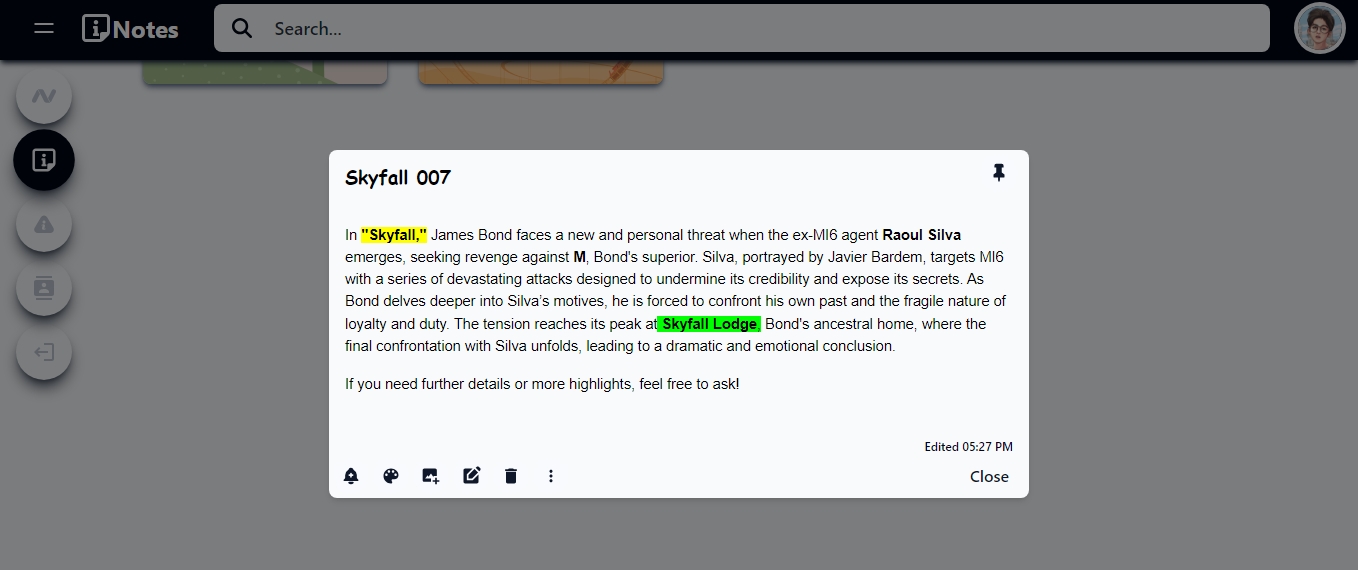 Notes
Search...
Skyfall 007
In "Skyfall," James Bond faces a new and personal threat when the ex-MI6 agent Raoul Silva
emerges, seeking revenge against M, Bond's superior. Silva, portrayed by Javier Bardem, targets MI6
with a series of devastating attacks designed to undermine its credibility and expose its secrets. As
Bond delves deeper into Silva's motives, he is forced to confront his own past and the fragile nature of
loyalty and duty. The tension reaches its peak at Skyfall Lodge, Bond's ancestral home, where the
final confrontation with Silva unfolds, leading to a dramatic and emotional conclusion.
If you need further details or more highlights, feel free to ask!
Edited 05:27 PM
Close